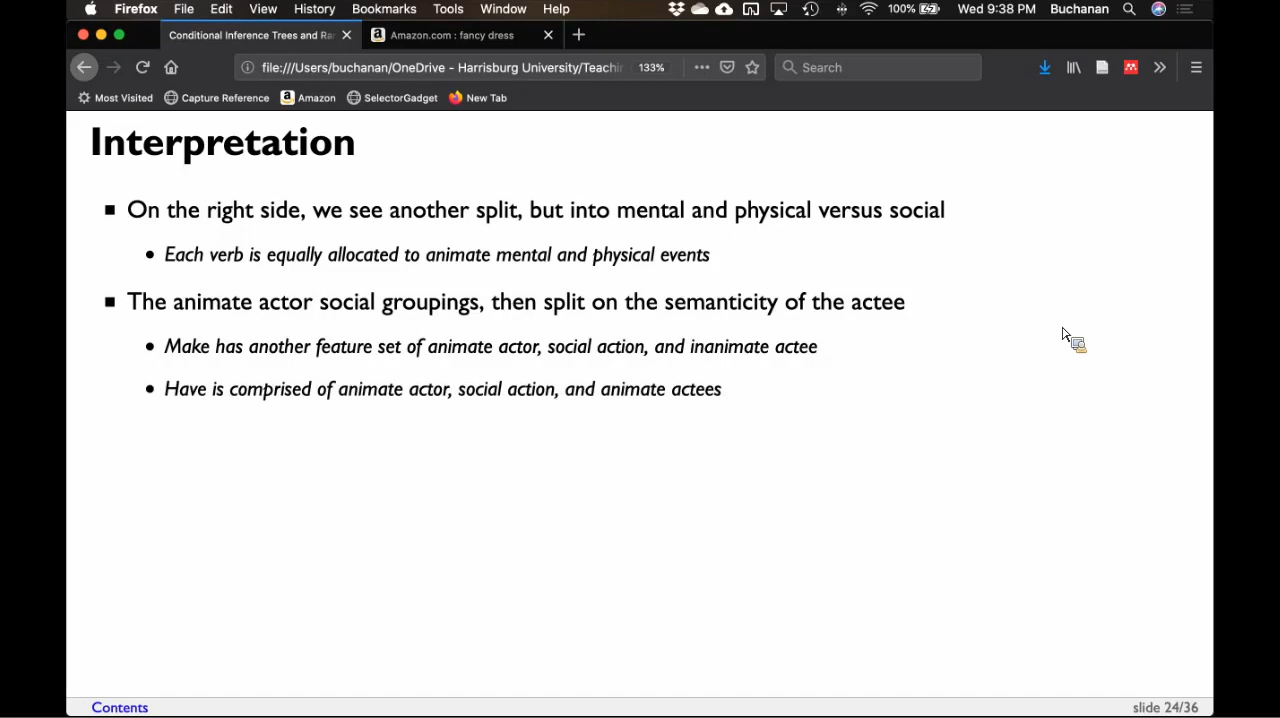 Firefox File Edit View History Bookmarks Tools Window Help 100% Wed 9:38 PM Buchanan
Conditional Inference Trees and Ra Amazon.com : fancy dress
file:///Users/buchanan/OneDrive - Harrisburg University/Teachi 133% Search
Most Visited Capture Reference Amazon SelectorGadget New Tab
Interpretation
On the right side, we see another split, but into mental and physical versus social
Each verb is equally allocated to animate mental and physical events
The animate actor social groupings, then split on the semanticity of the actee
Make has another feature set of animate actor, social action, and inanimate actee
Have is comprised of animate actor, social action, and animate actees
Contents slide 24/36